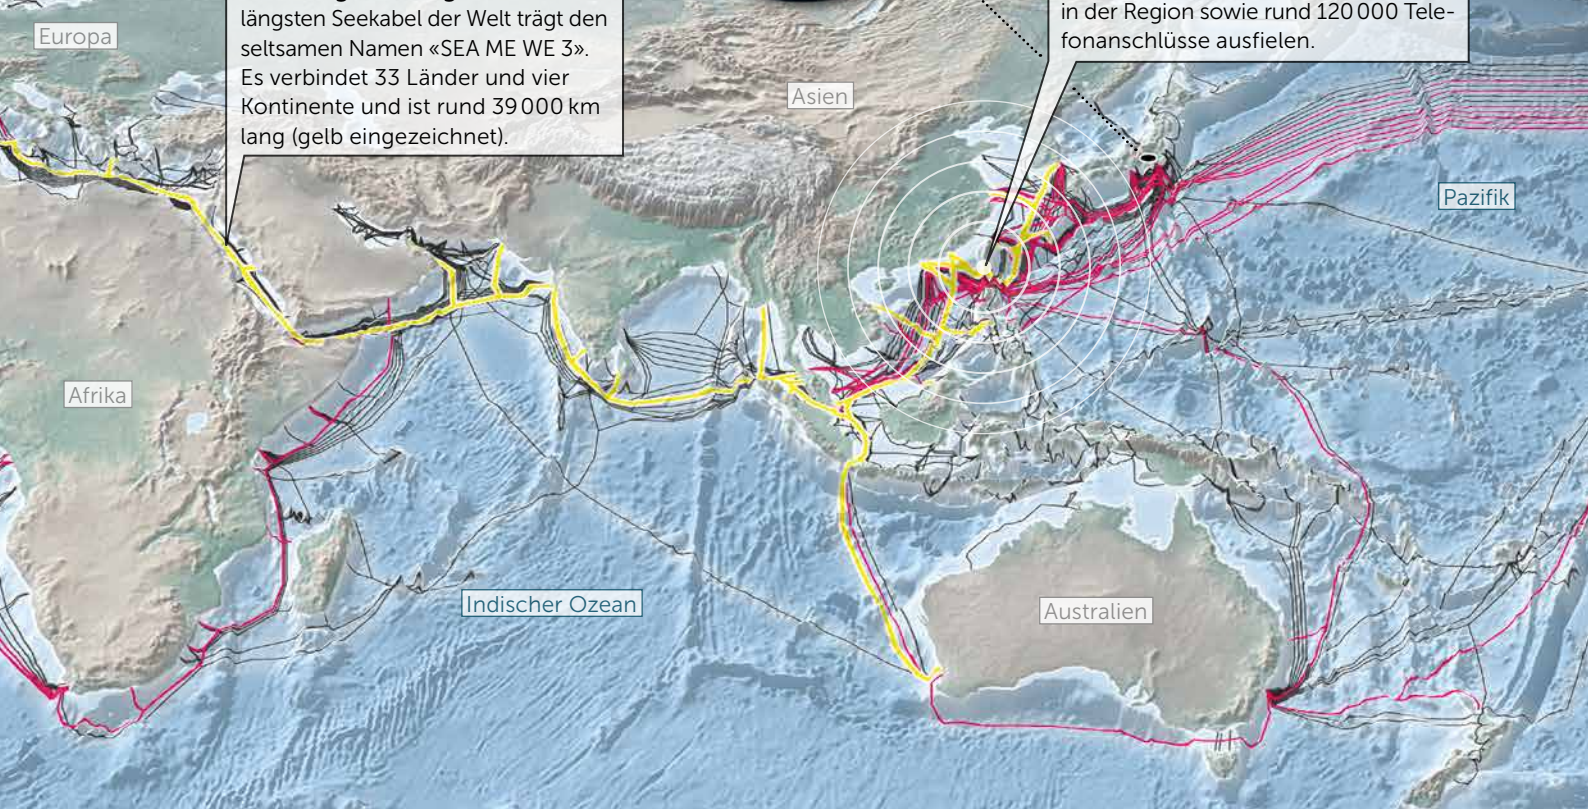 längsten Seekabel der Welt trägt den
seltsamen Namen «SEA ME WE 3».
Es verbindet 33 Länder und vier
Kontinente und ist rund 39 000 km
lang (gelb eingezeichnet).
in der Region sowie rund 120 000 Tele-
fonanschlüsse ausfielen.
Europa
Asien
Pazifik
Afrika
Indischer Ozean
Australien